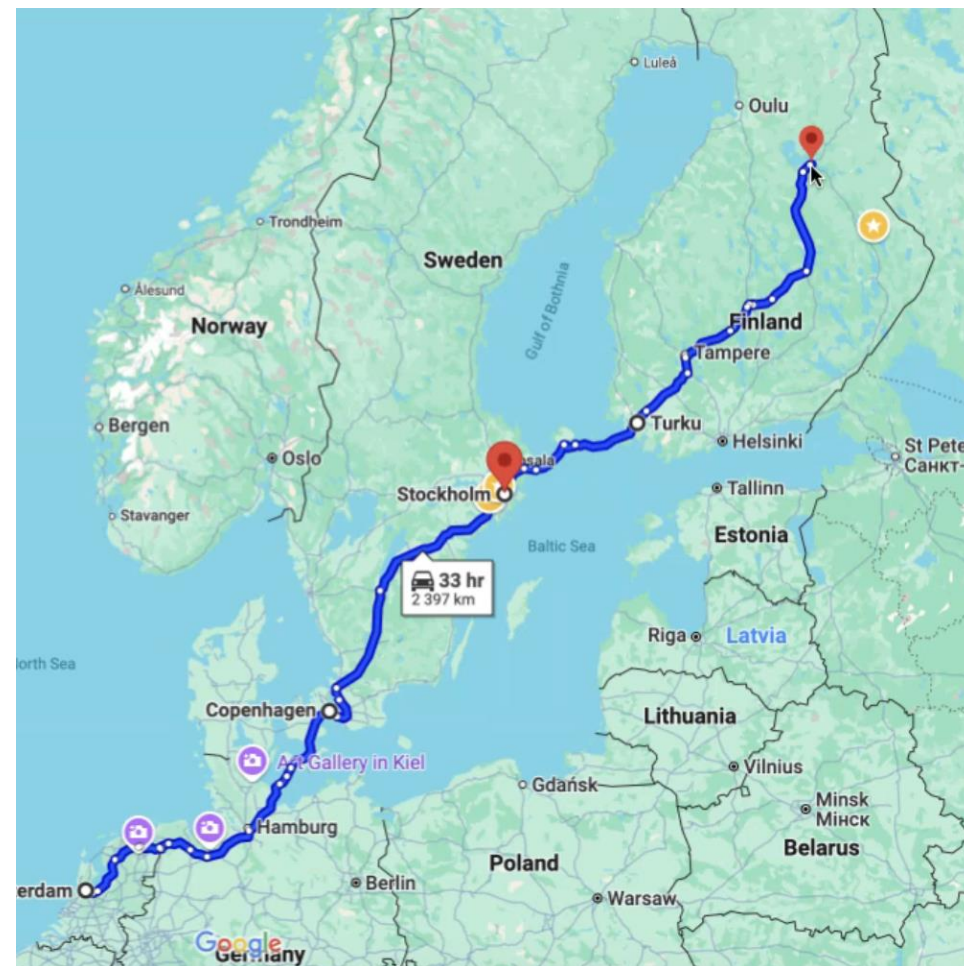 Luleå
Oulu
Trondheim
Sweden
Ålesund
Gulf of Bothnia
Norway
Finland
Tampere
Bergen
Turku
Helsinki
St Pete
Санкт-
Oslo
sala
Stockholm
Tallinn
Stavanger
Estonia
Baltic Sea
33 hr
2 397 km
Riga
Latvia
orth Sea
Copenhagen
Lithuania
Art Gallery in Kiel
Vilnius
Gdańsk
Minsk
Мінск
Hamburg
Belarus
Poland
terdam
Berlin
Warsaw
Google
Germany